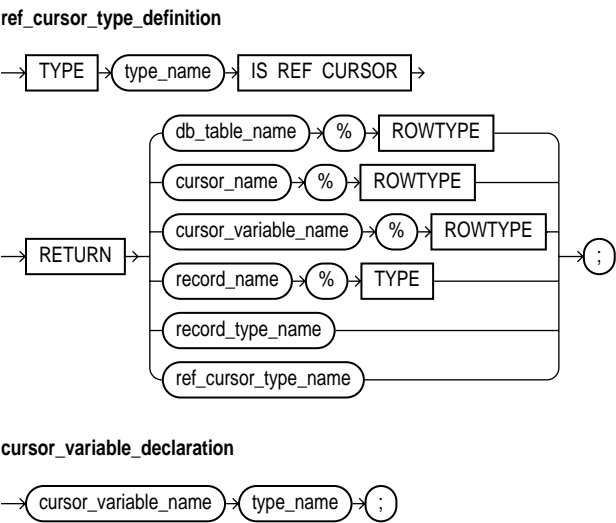 ref_cursor_type_definition
TYPE type_name IS REF CURSOR
db_table_name % ROWTYPE
cursor_name % ROWTYPE
cursor_variable_name % ROWTYPE
RETURN ;
record_name % TYPE
record_type_name
ref_cursor_type_name
cursor_variable_declaration
cursor_variable_name type_name ;